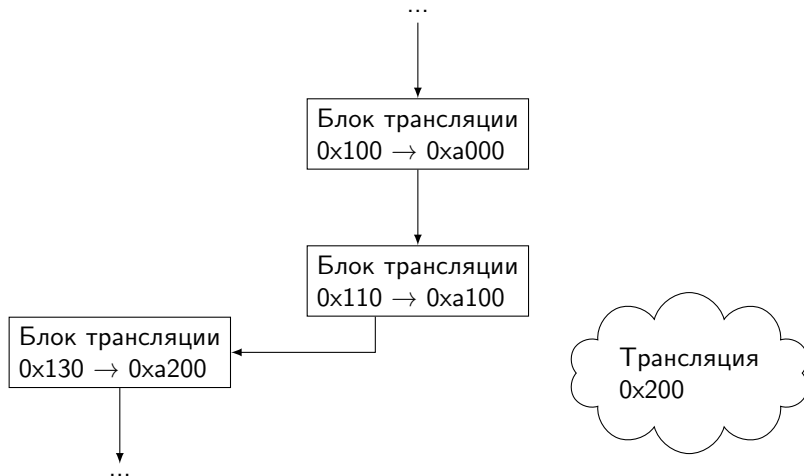 ...
Блок трансляции
0x100 → 0xa000
Блок трансляции
0x110 → 0xa100
Блок трансляции
0x130 → 0xa200
Трансляция
0x200
...